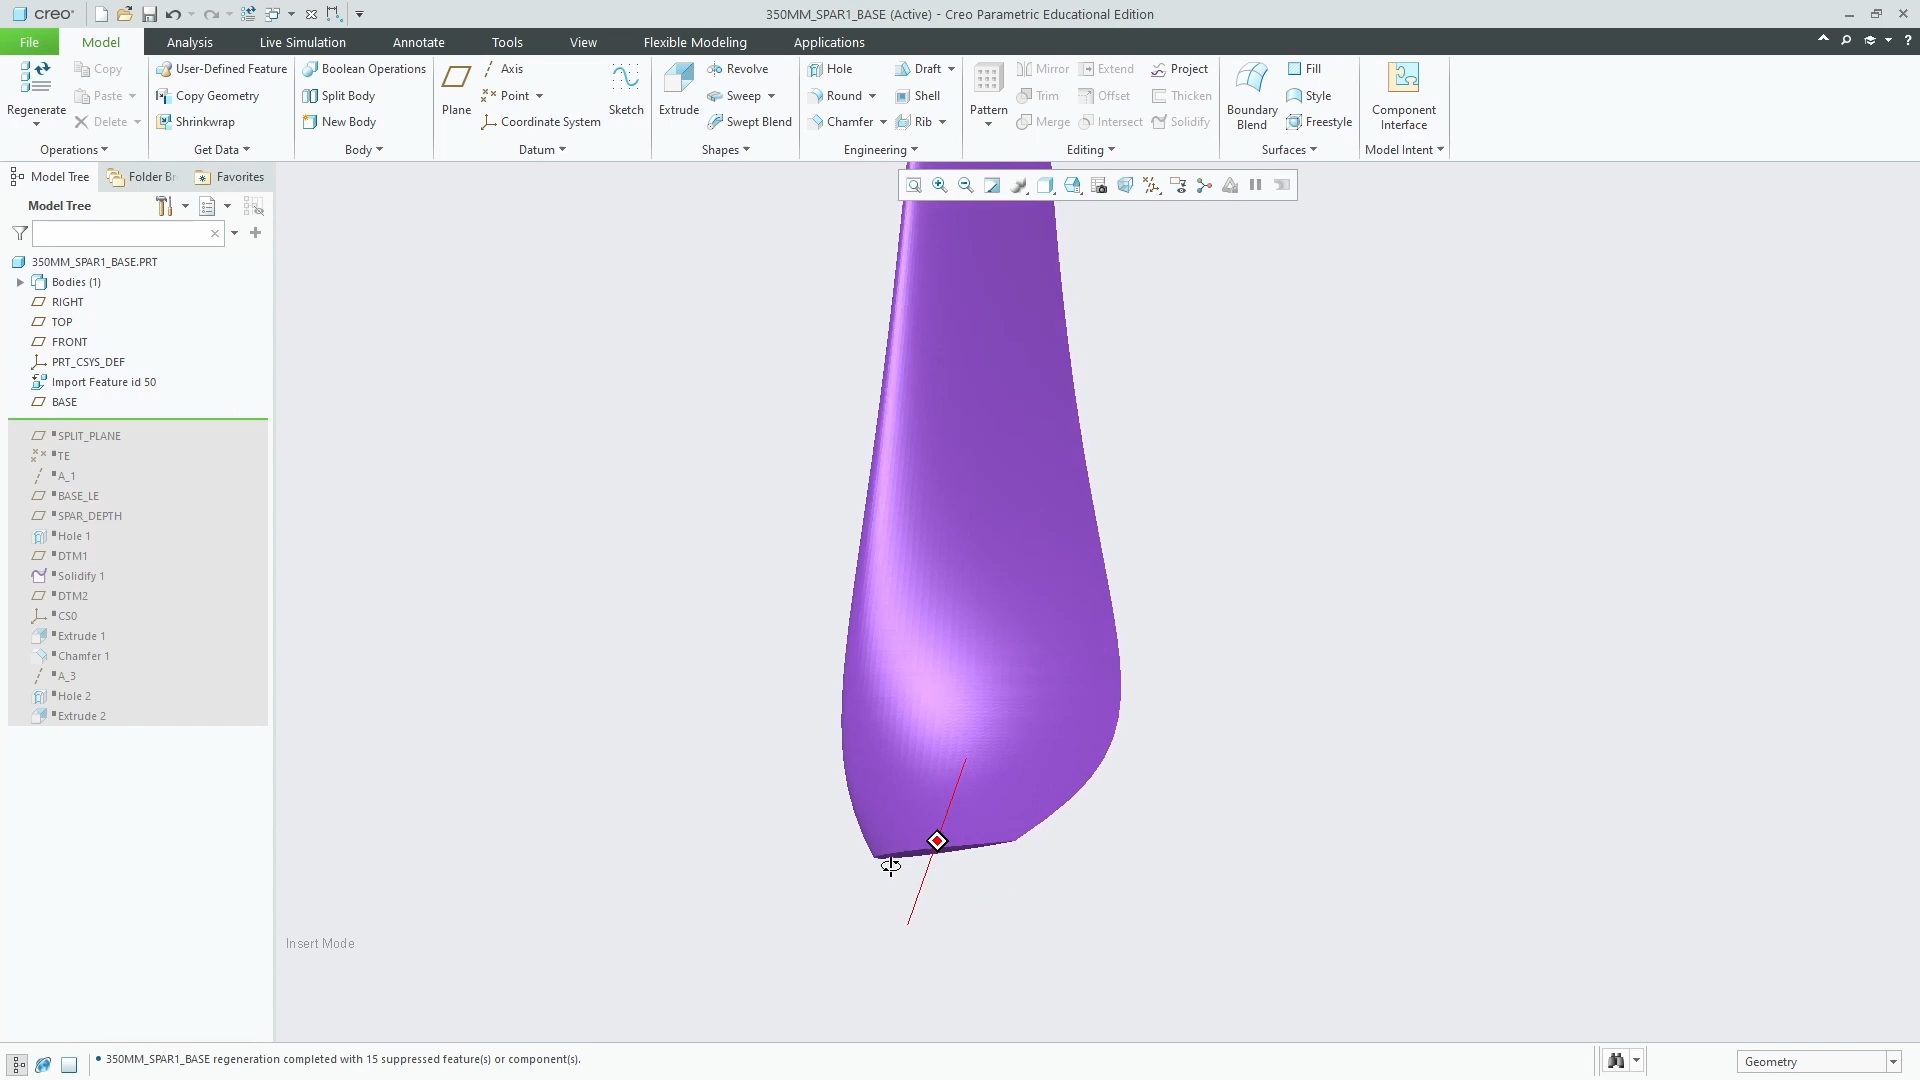 creo
350MM_SPAR1_BASE (Active) - Creo Parametric Educational Edition
File Model Analysis Live Simulation Annotate Tools View Flexible Modeling Applications
Regenerate
Copy
Paste
Delete
Operations
User-Defined Feature
Copy Geometry
Shrinkwrap
Get Data
Boolean Operations
Split Body
New Body
Body
Plane
Axis
Point
Coordinate System
Sketch
Datum
Extrude
Revolve
Sweep
Swept Blend
Shapes
Hole
Round
Chamfer
Draft
Shell
Rib
Engineering
Pattern
Mirror
Trim
Merge
Extend
Offset
Intersect
Project
Thicken
Solidify
Editing
Boundary
Blend
Fill
Style
Freestyle
Surfaces
Component
Interface
Model Intent
Model Tree Folder Br Favorites
Model Tree
350MM_SPAR1_BASE.PRT
Bodies (1)
RIGHT
TOP
FRONT
PRT_CSYS_DEF
Import Feature id 50
BASE
SPLIT_PLANE
TE
A_1
BASE_LE
SPAR_DEPTH
Hole 1
DTM1
Solidify 1
DTM2
CS0
Extrude 1
Chamfer 1
A_3
Hole 2
Extrude 2
Insert Mode
• 350MM_SPAR1_BASE regeneration completed with 15 suppressed feature(s) or component(s).
Geometry